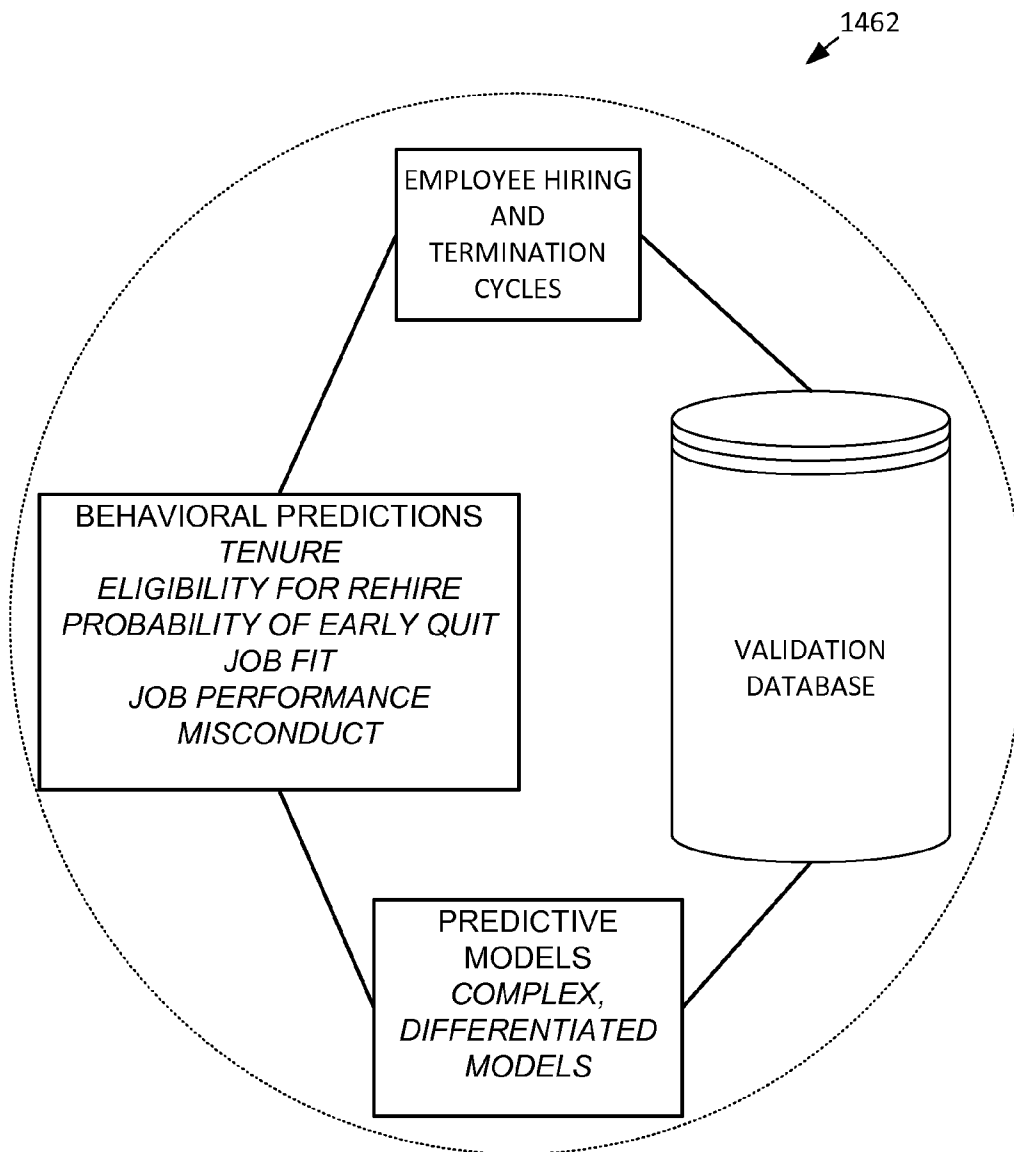 1462
EMPLOYEE HIRING
AND
TERMINATION
CYCLES
BEHAVIORAL PREDICTIONS
TENURE
ELIGIBILITY FOR REHIRE
PROBABILITY OF EARLY QUIT
JOB FIT
JOB PERFORMANCE
MISCONDUCT
VALIDATION
DATABASE
PREDICTIVE
MODELS
COMPLEX,
DIFFERENTIATED
MODELS